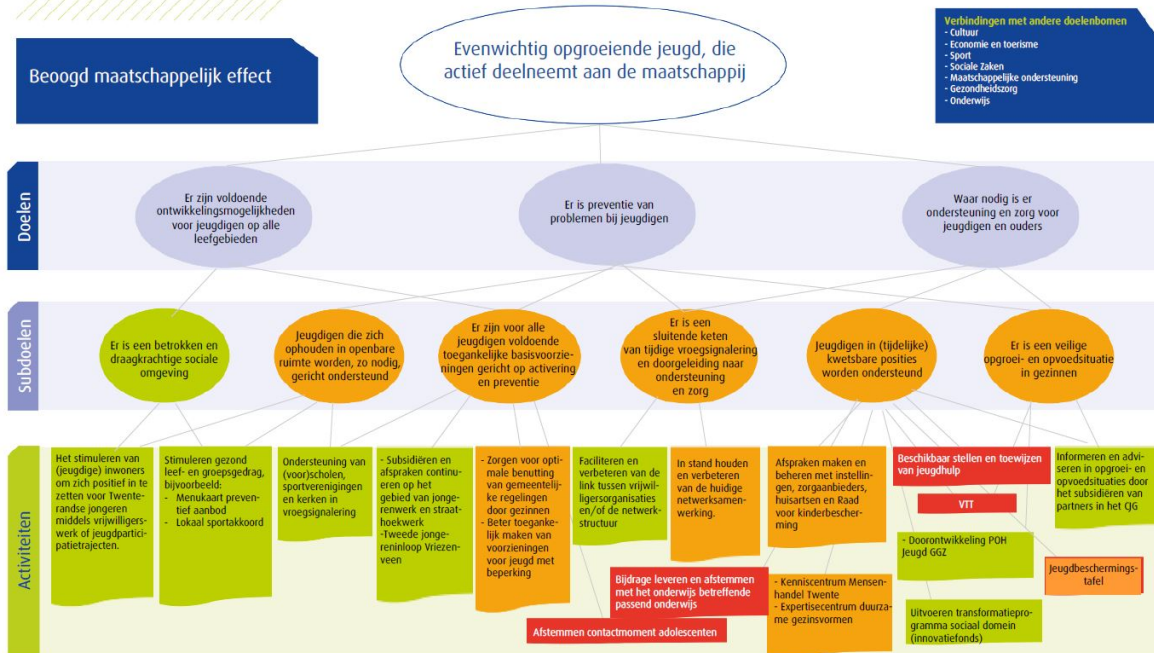 Beoogd maatschappelijk effect
Evenwichtig opgroeiende jeugd, die
actief deelneemt aan de maatschappij
Verbindingen met andere doelenbomen
- Cultuur
- Economie en toerisme
- Sport
- Sociale Zaken
- Maatschappelijke ondersteuning
- Gezondheidszorg
- Onderwijs
Doelen
Er zijn voldoende
ontwikkelingsmogelijkheden
voor jeugdigen op alle
leefgebieden
Er is preventie van
problemen bij jeugdigen
Waar nodig is er
ondersteuning en zorg voor
jeugdigen en ouders
Subdoelen
Er is een betrokken en
draagkrachtige sociale
omgeving
Jeugdigen die zich
ophouden in openbare
ruimte worden, zo nodig,
gericht ondersteund
Er zijn voor alle
jeugdigen voldoende
toegankelijke basisvoorzie-
ningen gericht op activering
en preventie
Er is een
sluitende keten
van tijdige vroegsignalering
en doorgeleiding naar
ondersteuning
en zorg
Jeugdigen in (tijdelijke)
kwetsbare posities
worden ondersteund
Er is een veilige
opgroei- en opvoedsituatie
in gezinnen
Activiteiten
Het stimuleren van
(jeugdige) inwoners
om zich positief in te
zetten voor Twente-
randse jongeren
middels vrijwilligers-
werk of jeugdpartici-
patietrajecten.
Stimuleren gezond
leef- en groepsgedrag,
bijvoorbeeld:
- Menukaart preven-
tief aanbod
- Lokaal sportakkoord
Ondersteuning van
(voor)scholen,
sportverenigingen
en kerken in
vroegsignalering
- Subsidiëren en
afspraken continu-
eren op het
gebied van jonge-
renwerk en straat-
hoekwerk
-Tweede jonge-
reninloop Vriezen-
veen
- Zorgen voor opti-
male benutting
van gemeentelijke
regelingen
door gezinnen
- Beter toeganke-
lijk maken van
voorzieningen
voor jeugd met
beperking
Faciliteren en
verbeteren van de
link tussen vrijwil-
ligersorganisaties
en/of de netwerk-
structuur
In stand houden
en verbeteren
van de huidige
netwerksamen-
werking.
Afspraken maken en
beheren met instellin-
gen, zorgaanbieders,
huisartsen en Raad
voor kinderbescher-
ming
Beschikbaar stellen en toewijzen
van jeugdhulp
VTT
Informeren en advi-
seren in opgroei- en
opvoedsituaties door
het subsidiëren van
partners in het CJG
- Doorontwikkeling POH
Jeugd GGZ
Jeugdbeschermings-
tafel
Bijdrage leveren en afstemmen
met het onderwijs betreffende
passend onderwijs
- Kenniscentrum Mensen-
handel Twente
- Expertisecentrum duurza-
me gezinsvormen
Uitvoeren transformatiepro-
gramma sociaal domein
(innovatiefonds)
Afstemmen contactmoment adolescenten